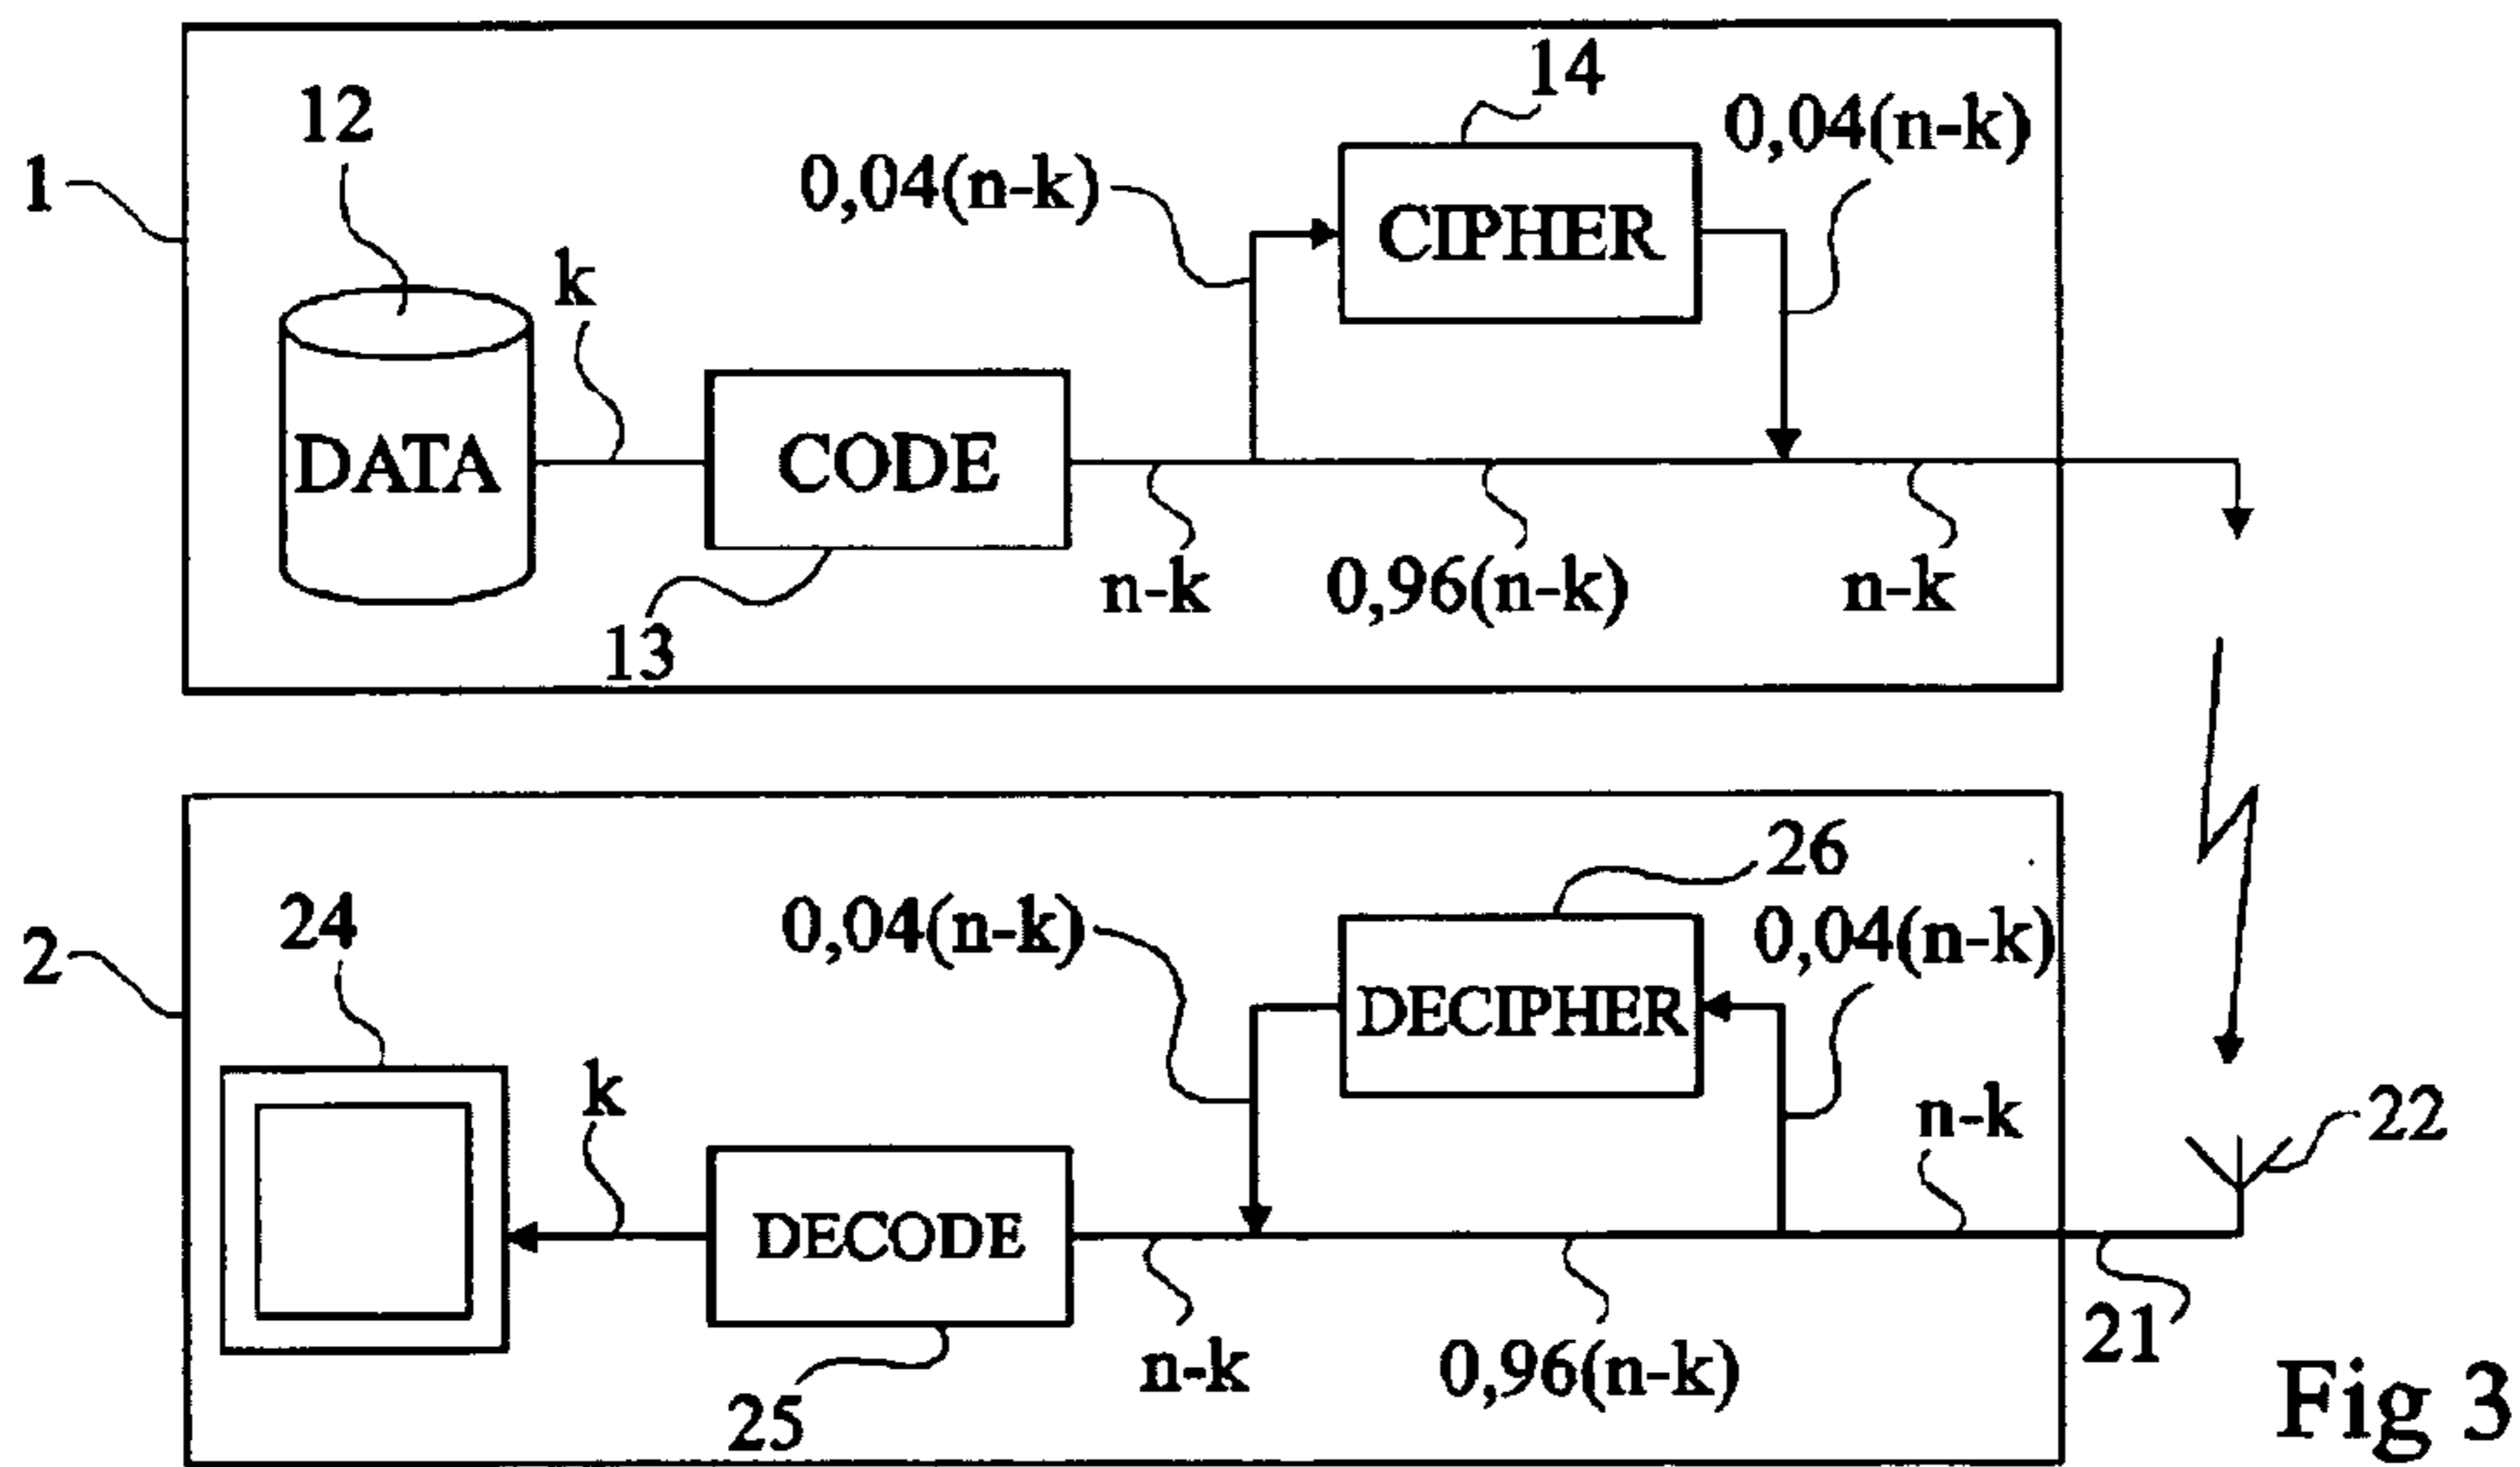 14
12
0,04(n-k)
0,04(n-k)
1
CIPHER
k
DATA
CODE
n-k
0,96(n-k)
n-k
13
26
24
0,04(n-k)
0,04(n-k)
2
DECIPHER
k
n-k
22
DECODE
21
n-k
0,96(n-k)
25
Fig 3